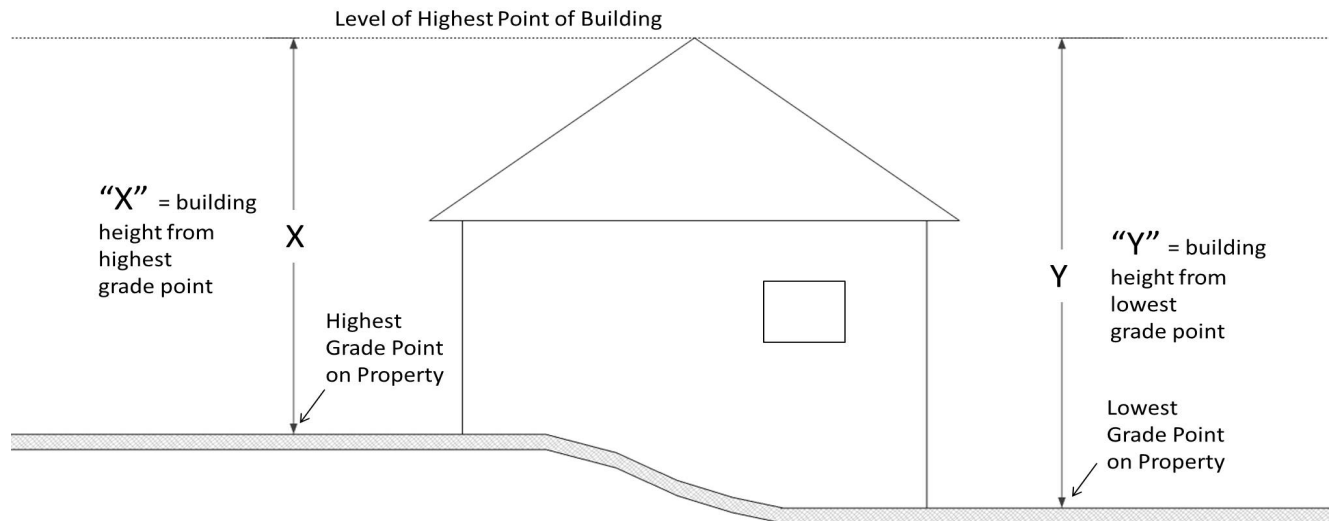 Level of Highest Point of Building
“X” = building
height from
highest
grade point
X
Highest
Grade Point
on Property
Y
“Y” = building
height from
lowest
grade point
Lowest
Grade Point
on Property